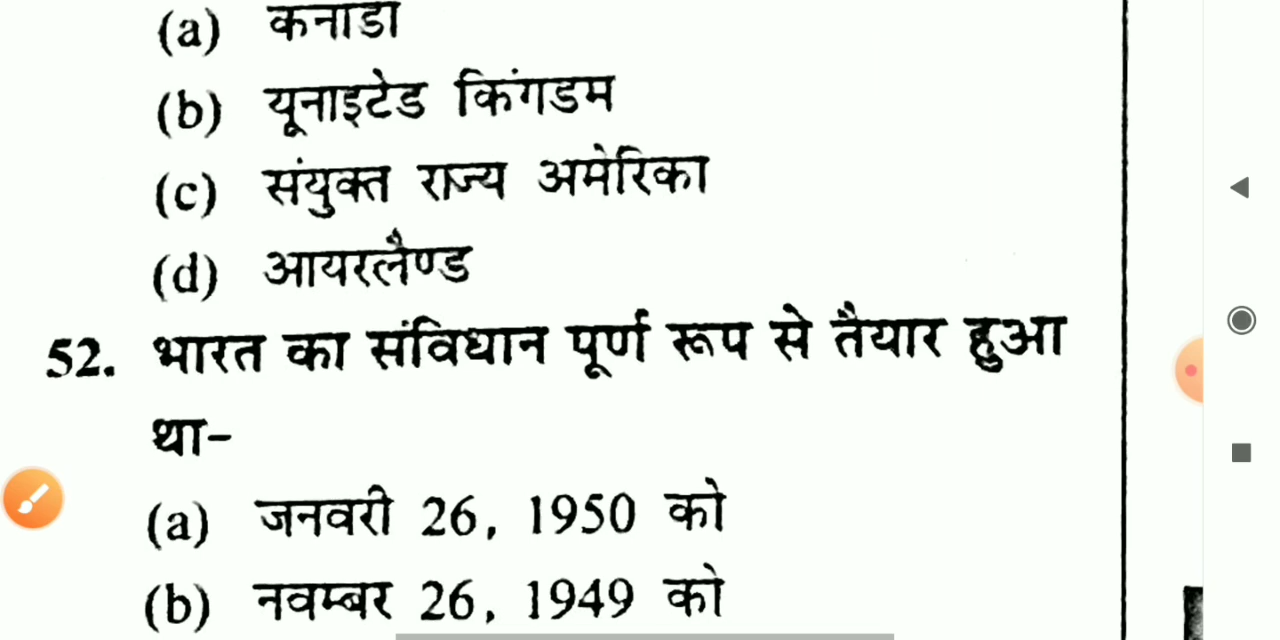 (a) कनाडा
(b) यूनाइटेड किंगडम
(c) संयुक्त राज्य अमेरिका
(d) आयरलैण्ड
52. भारत का संविधान पूर्ण रूप से तैयार हुआ
था-
(a) जनवरी 26, 1950 को
(b) नवम्बर 26, 1949 को